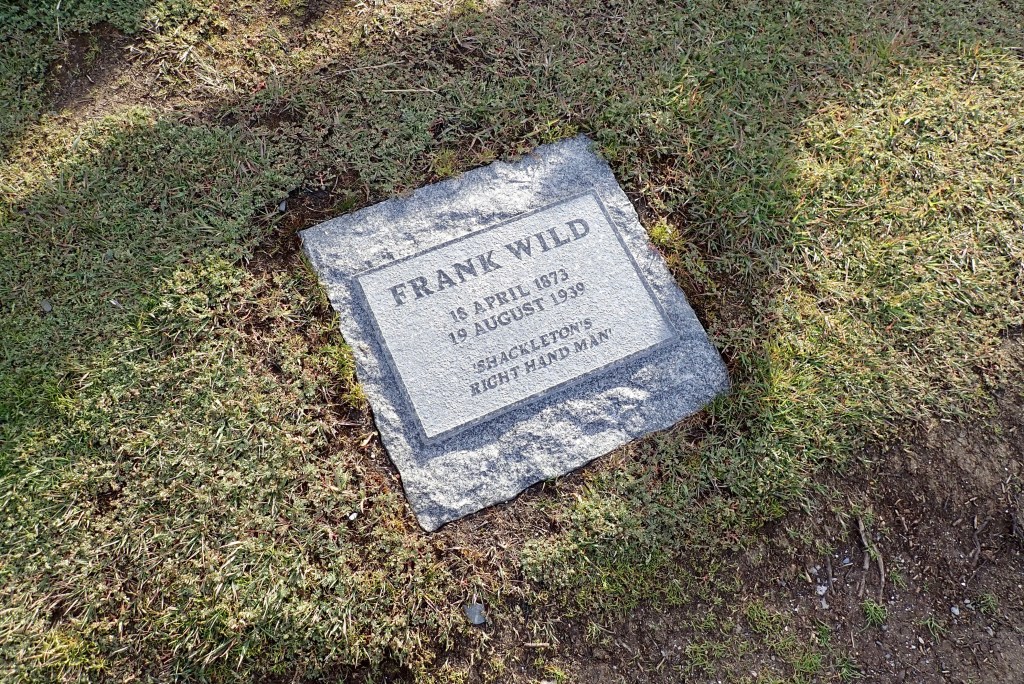 FRANK WILD
18 APRIL 1873
19 AUGUST 1939
'SHACKLETON'S
RIGHT HAND MAN'